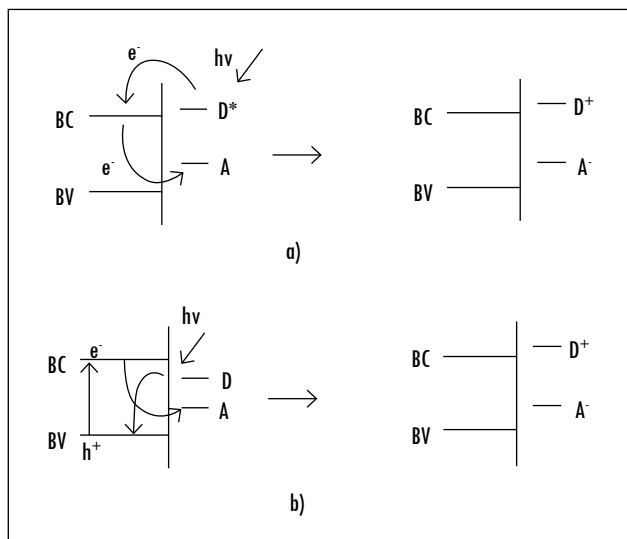 e-
hν
D*
BC
e-
A
BV
D+
BC
A-
BV
a)
hν
BC
e-
D
A
BV
h+
D+
BC
A-
BV
b)